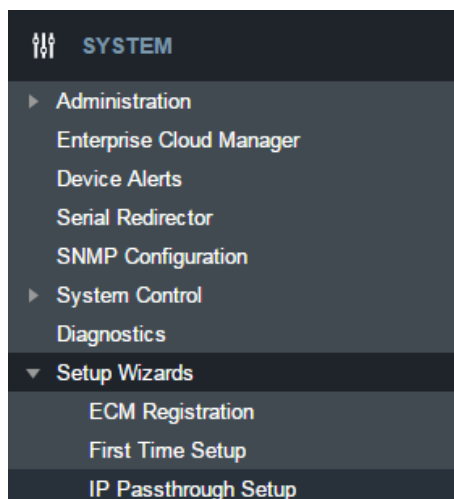 SYSTEM
Administration
Enterprise Cloud Manager
Device Alerts
Serial Redirector
SNMP Configuration
System Control
Diagnostics
Setup Wizards
ECM Registration
First Time Setup
IP Passthrough Setup